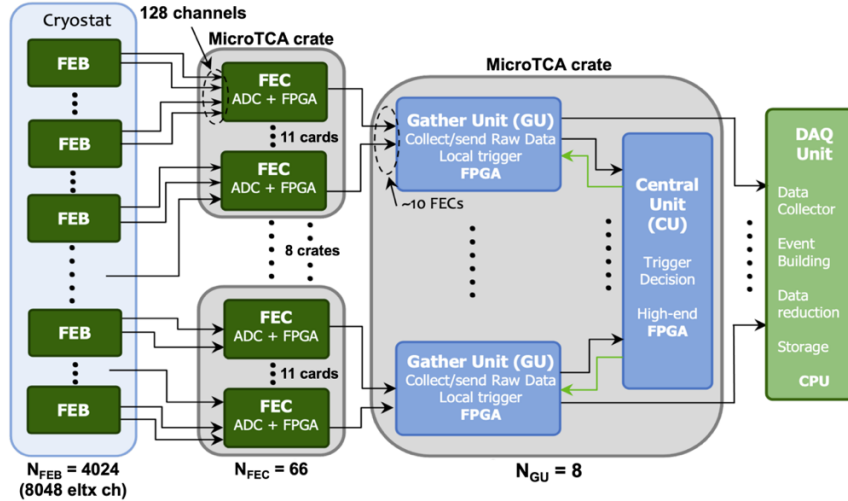 Cryostat
FEB
FEB
FEB
FEB
FEB
N_FEB = 4024
(8048 eltx ch)
128 channels
MicroTCA crate
FEC
ADC + FPGA
11 cards
FEC
ADC + FPGA
8 crates
FEC
ADC + FPGA
11 cards
FEC
ADC + FPGA
N_FEC = 66
MicroTCA crate
Gather Unit (GU)
Collect/send Raw Data
Local trigger
FPGA
~10 FECs
Gather Unit (GU)
Collect/send Raw Data
Local trigger
FPGA
Central
Unit
(CU)
Trigger
Decision
High-end
FPGA
N_GU = 8
DAQ
Unit
Data
Collector
Event
Building
Data
reduction
Storage
CPU